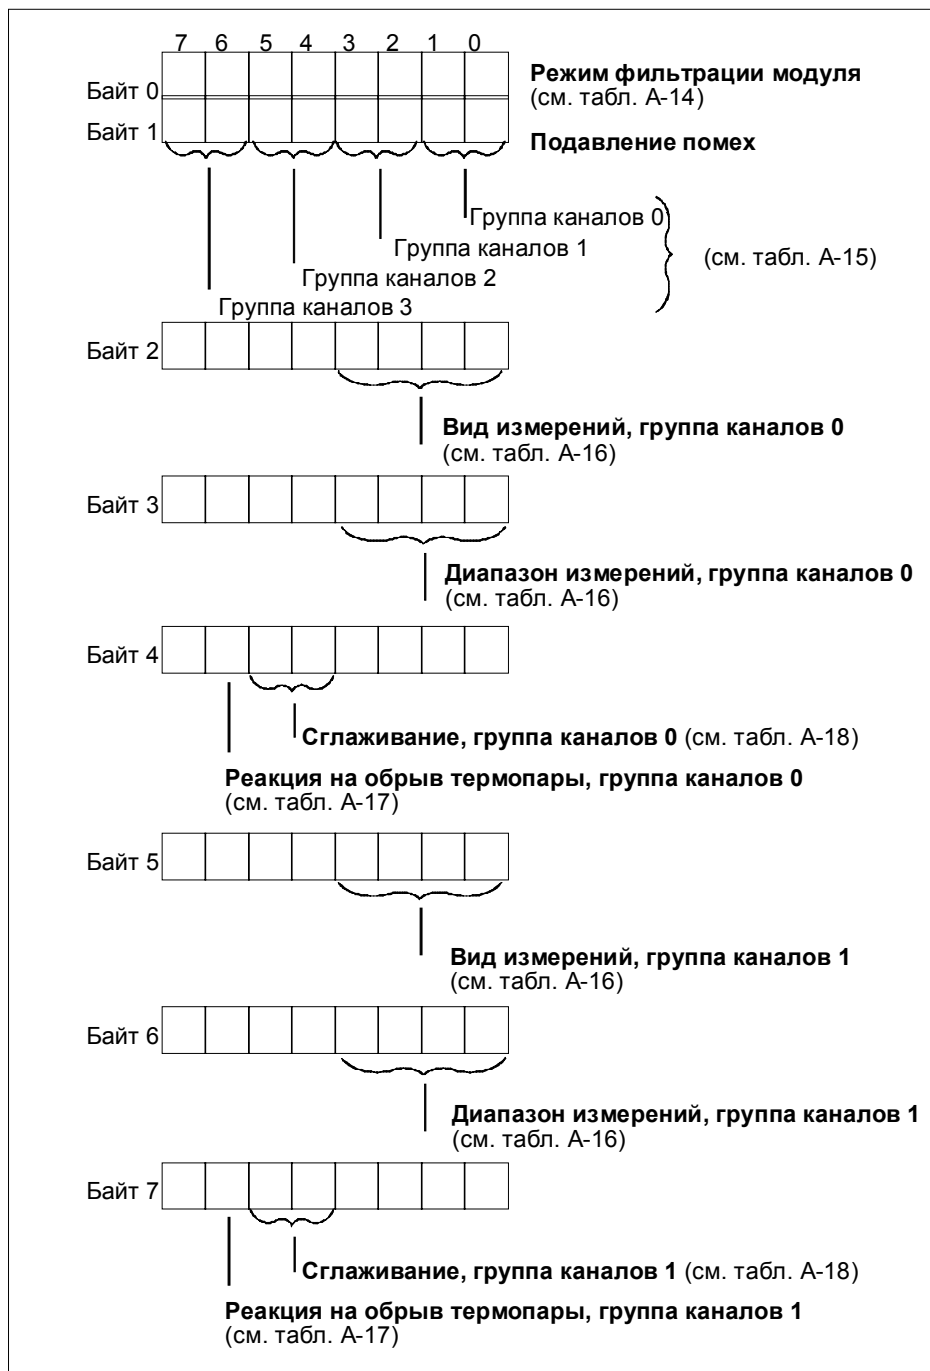 7 6 5 4 3 2 1 0
Байт 0
Режим фильтрации модуля
(см. табл. A-14)
Байт 1
Подавление помех
Группа каналов 0
Группа каналов 1
(см. табл. A-15)
Группа каналов 2
Группа каналов 3
Байт 2
Вид измерений, группа каналов 0
(см. табл. A-16)
Байт 3
Диапазон измерений, группа каналов 0
(см. табл. A-16)
Байт 4
Сглаживание, группа каналов 0 (см. табл. A-18)
Реакция на обрыв термопары, группа каналов 0
(см. табл. A-17)
Байт 5
Вид измерений, группа каналов 1
(см. табл. A-16)
Байт 6
Диапазон измерений, группа каналов 1
(см. табл. A-16)
Байт 7
Сглаживание, группа каналов 1 (см. табл. A-18)
Реакция на обрыв термопары, группа каналов 1
(см. табл. A-17)